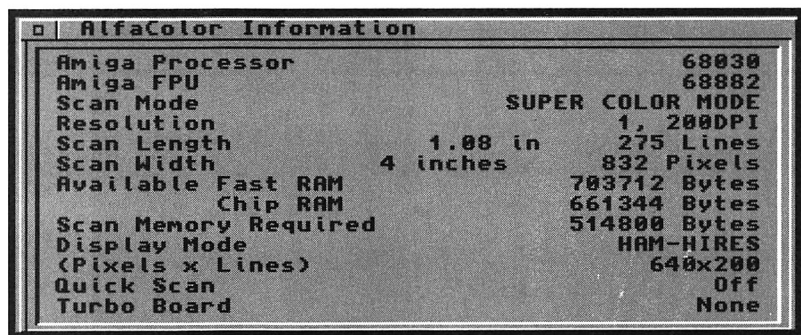 AlfaColor Information
Amiga Processor 68030
Amiga FPU 68882
Scan Mode SUPER COLOR MODE
Resolution 1, 200DPI
Scan Length 1.08 in 275 Lines
Scan Width 4 inches 832 Pixels
Available Fast RAM 703712 Bytes
Chip RAM 661344 Bytes
Scan Memory Required 514800 Bytes
Display Mode HAM-HIRES
(Pixels x Lines) 640x200
Quick Scan Off
Turbo Board None